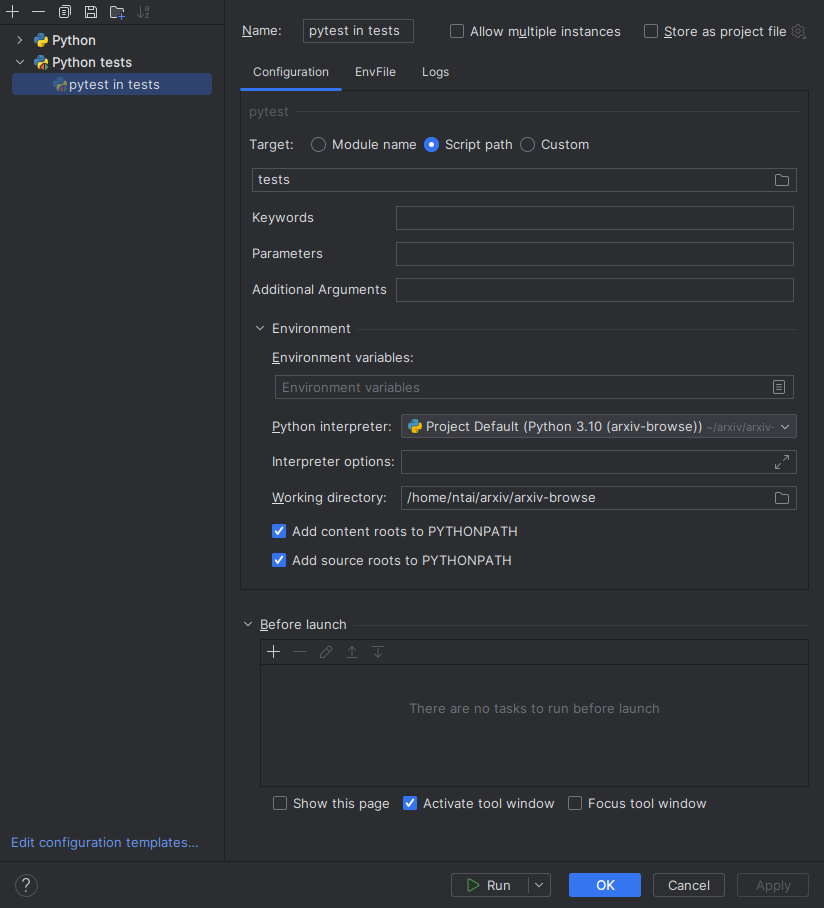 Name: pytest in tests Allow multiple instances Store as project file
Python
Python tests
pytest in tests
Configuration EnvFile Logs
pytest
Target: Module name Script path Custom
tests
Keywords
Parameters
Additional Arguments
Environment
Environment variables:
Environment variables
Python interpreter: Project Default (Python 3.10 (arxiv-browse)) ~/arxiv/arxiv-
Interpreter options:
Working directory: /home/ntai/arxiv/arxiv-browse
Add content roots to PYTHONPATH
Add source roots to PYTHONPATH
Before launch
There are no tasks to run before launch
Show this page Activate tool window Focus tool window
Edit configuration templates...
? Run OK Cancel Apply